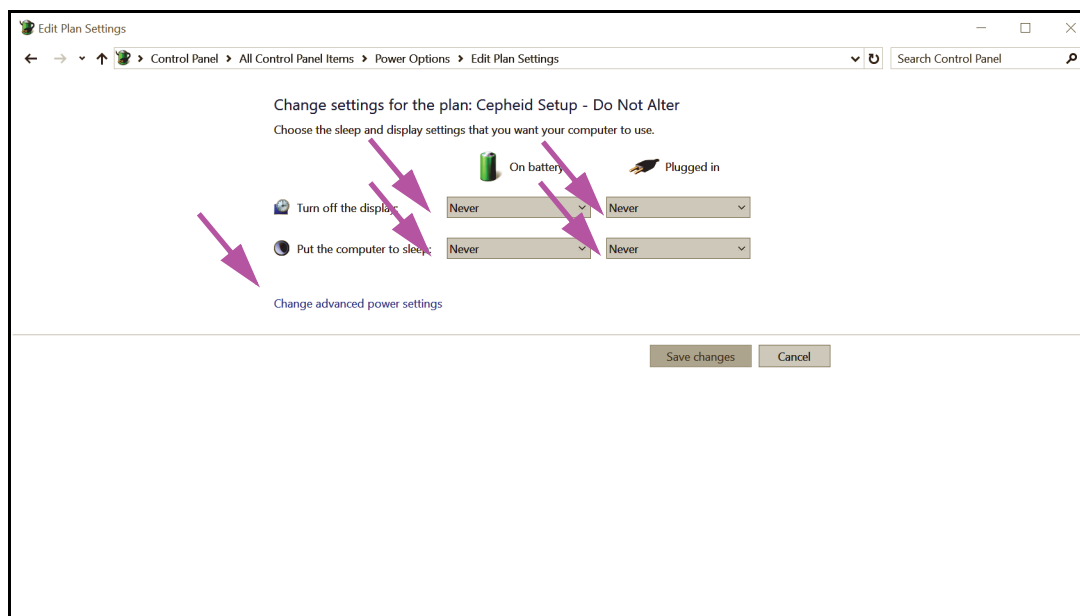 Edit Plan Settings
Control Panel > All Control Panel Items > Power Options > Edit Plan Settings
Search Control Panel
Change settings for the plan: Cepheid Setup - Do Not Alter
Choose the sleep and display settings that you want your computer to use.
On battery
Plugged in
Turn off the display:
Never
Never
Put the computer to sleep:
Never
Never
Change advanced power settings
Save changes
Cancel